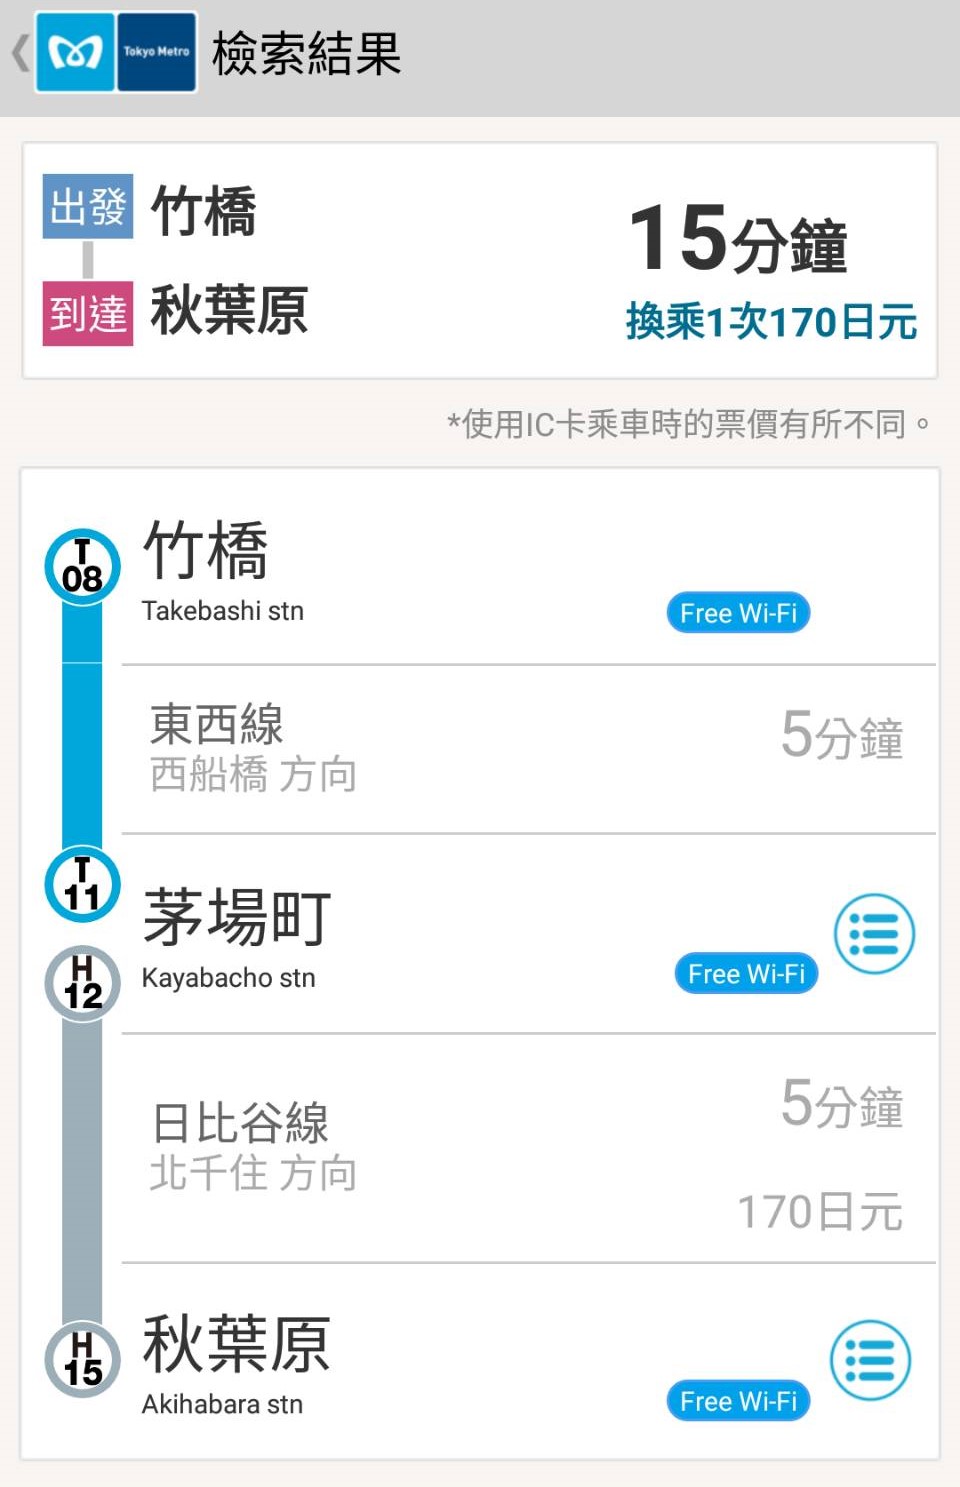 Tokyo Metro 檢索結果
出發 竹橋
到達 秋葉原
15分鐘
換乘1次170日元
*使用IC卡乘車時的票價有所不同。
T
08
竹橋
Takebashi stn
Free Wi-Fi
東西線
西船橋 方向
5分鐘
T
11
茅場町
H
12
Kayabacho stn
Free Wi-Fi
日比谷線
北千住 方向
5分鐘
170日元
H
15
秋葉原
Akihabara stn
Free Wi-Fi